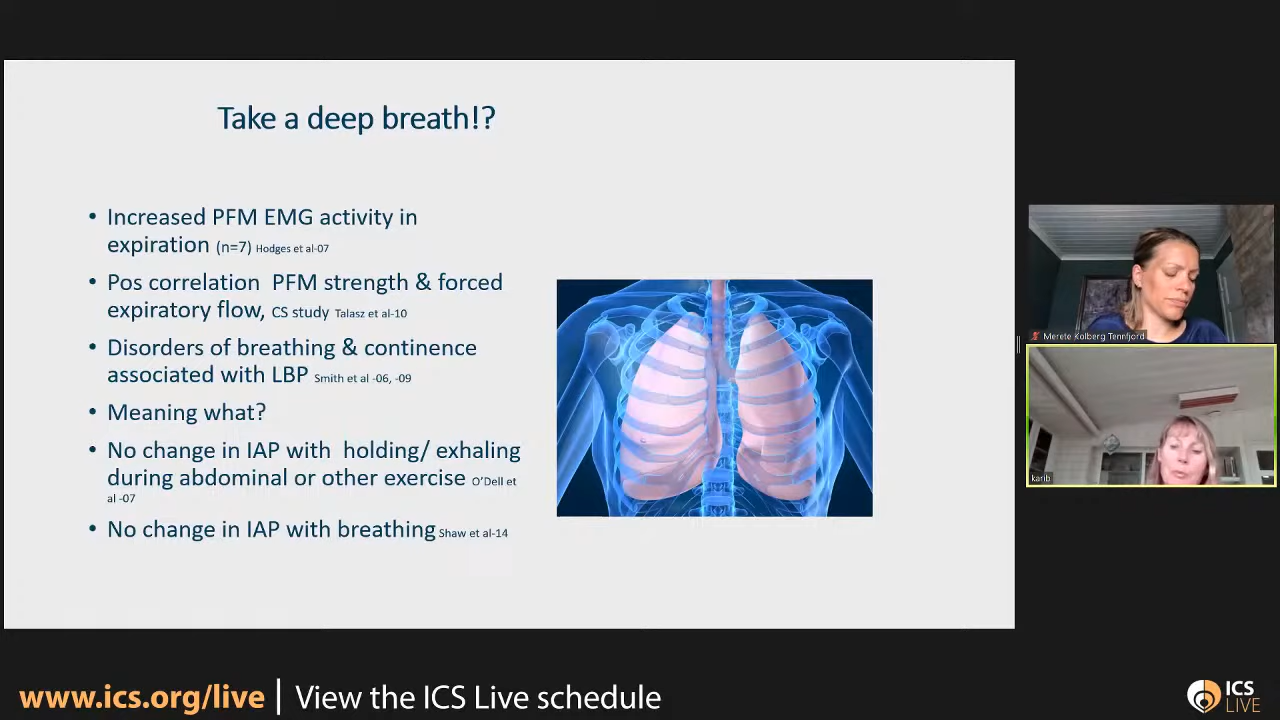 Take a deep breath!?
• Increased PFM EMG activity in
expiration (n=7) Hodges et al-07
• Pos correlation PFM strength & forced
expiratory flow, CS study Talasz et al-10
• Disorders of breathing & continence
associated with LBP Smith et al -06, -09
• Meaning what?
• No change in IAP with holding/ exhaling
during abdominal or other exercise O'Dell et
al -07
• No change in IAP with breathing Shaw et al-14
Merete Kolberg Tennfjord
karib
www.ics.org/live | View the ICS Live schedule
ICS
LIVE